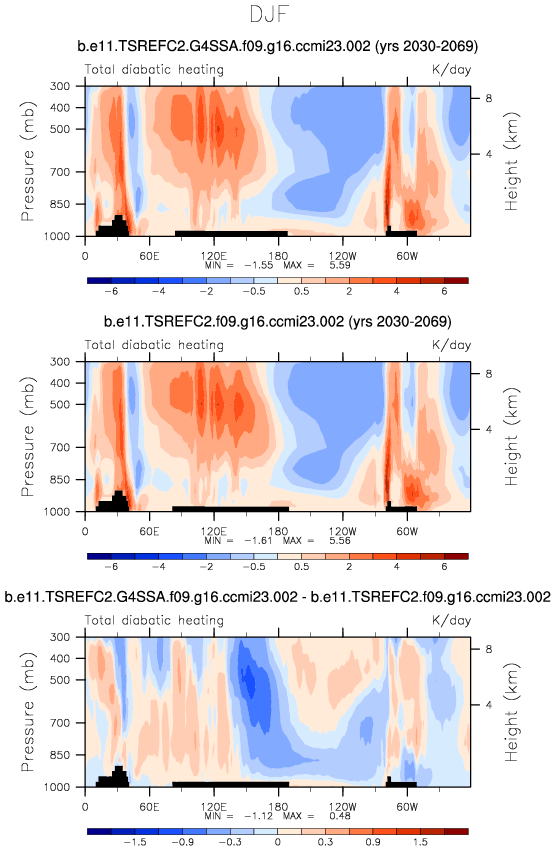 DJF
b.e11.TSREFC2.G4SSA.f09.g16.ccmi23.002 (yrs 2030-2069)
Total diabatic heating K/day
Pressure (mb)
300
400
500
700
850
1000
Height (km)
8
4
0 60E 120E 180E 120W 60W
MIN = -1.55 MAX = 5.59
-6 -4 -2 -0.5 0.5 2 4 6
b.e11.TSREFC2.f09.g16.ccmi23.002 (yrs 2030-2069)
Total diabatic heating K/day
Pressure (mb)
300
400
500
700
850
1000
Height (km)
8
4
0 60E 120E 180E 120W 60W
MIN = -1.61 MAX = 5.56
-6 -4 -2 -0.5 0.5 2 4 6
b.e11.TSREFC2.G4SSA.f09.g16.ccmi23.002 - b.e11.TSREFC2.f09.g16.ccmi23.002
Total diabatic heating K/day
Pressure (mb)
300
400
500
700
850
1000
Height (km)
8
4
0 60E 120E 180E 120W 60W
MIN = -1.12 MAX = 0.48
-1.5 -0.9 -0.3 0 0.3 0.9 1.5